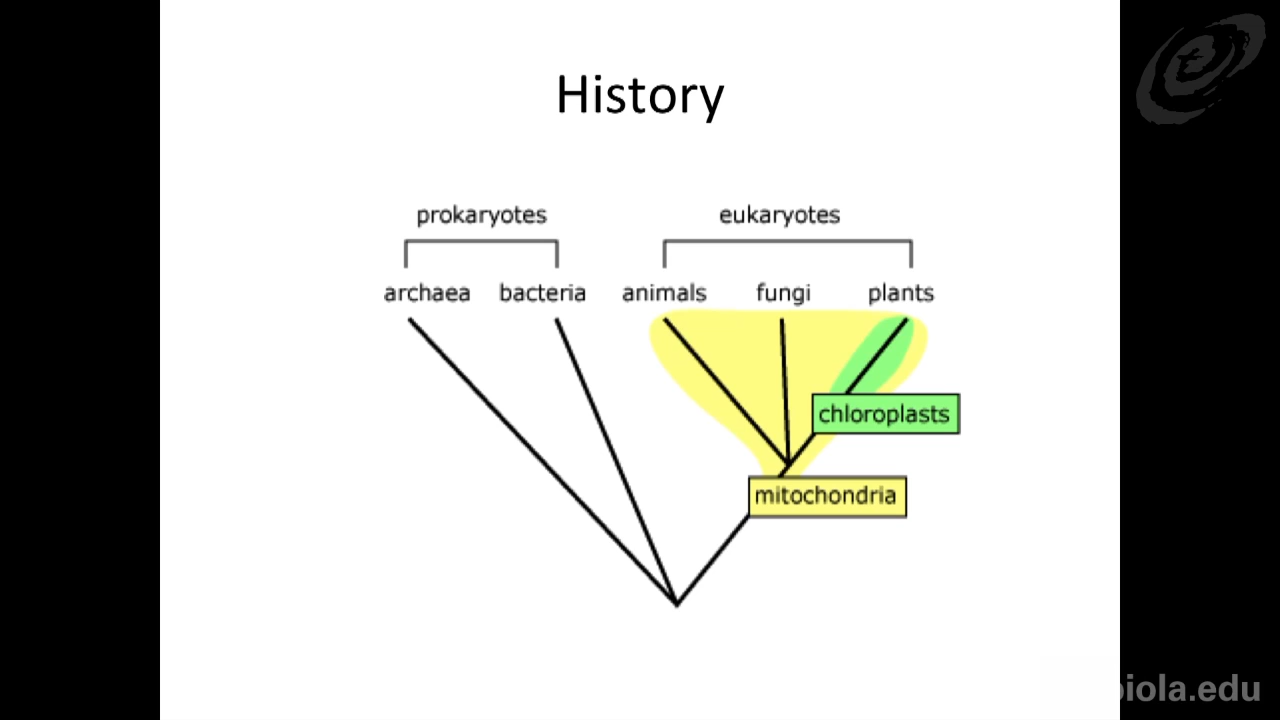 History
prokaryotes eukaryotes
archaea bacteria animals fungi plants
chloroplasts
mitochondria
biola.edu